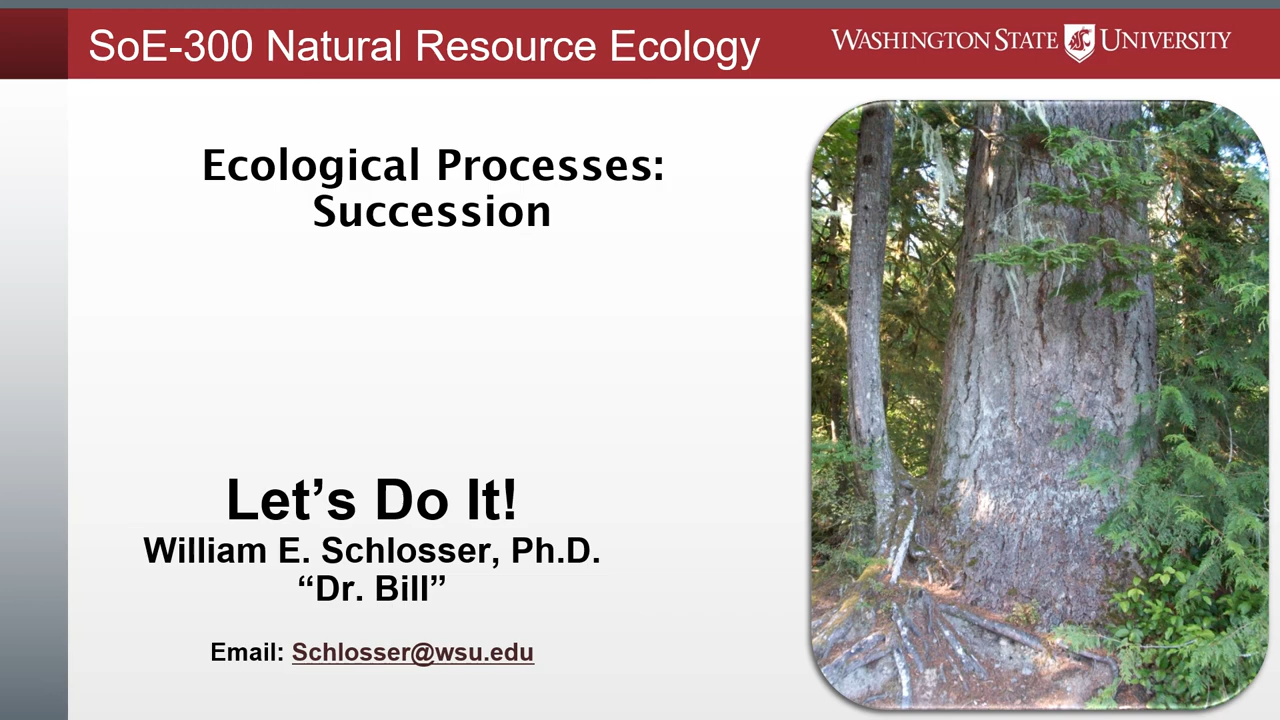 SoE-300 Natural Resource Ecology
WASHINGTON STATE UNIVERSITY
Ecological Processes:
Succession
Let’s Do It!
William E. Schlosser, Ph.D.
“Dr. Bill”
Email: Schlosser@wsu.edu